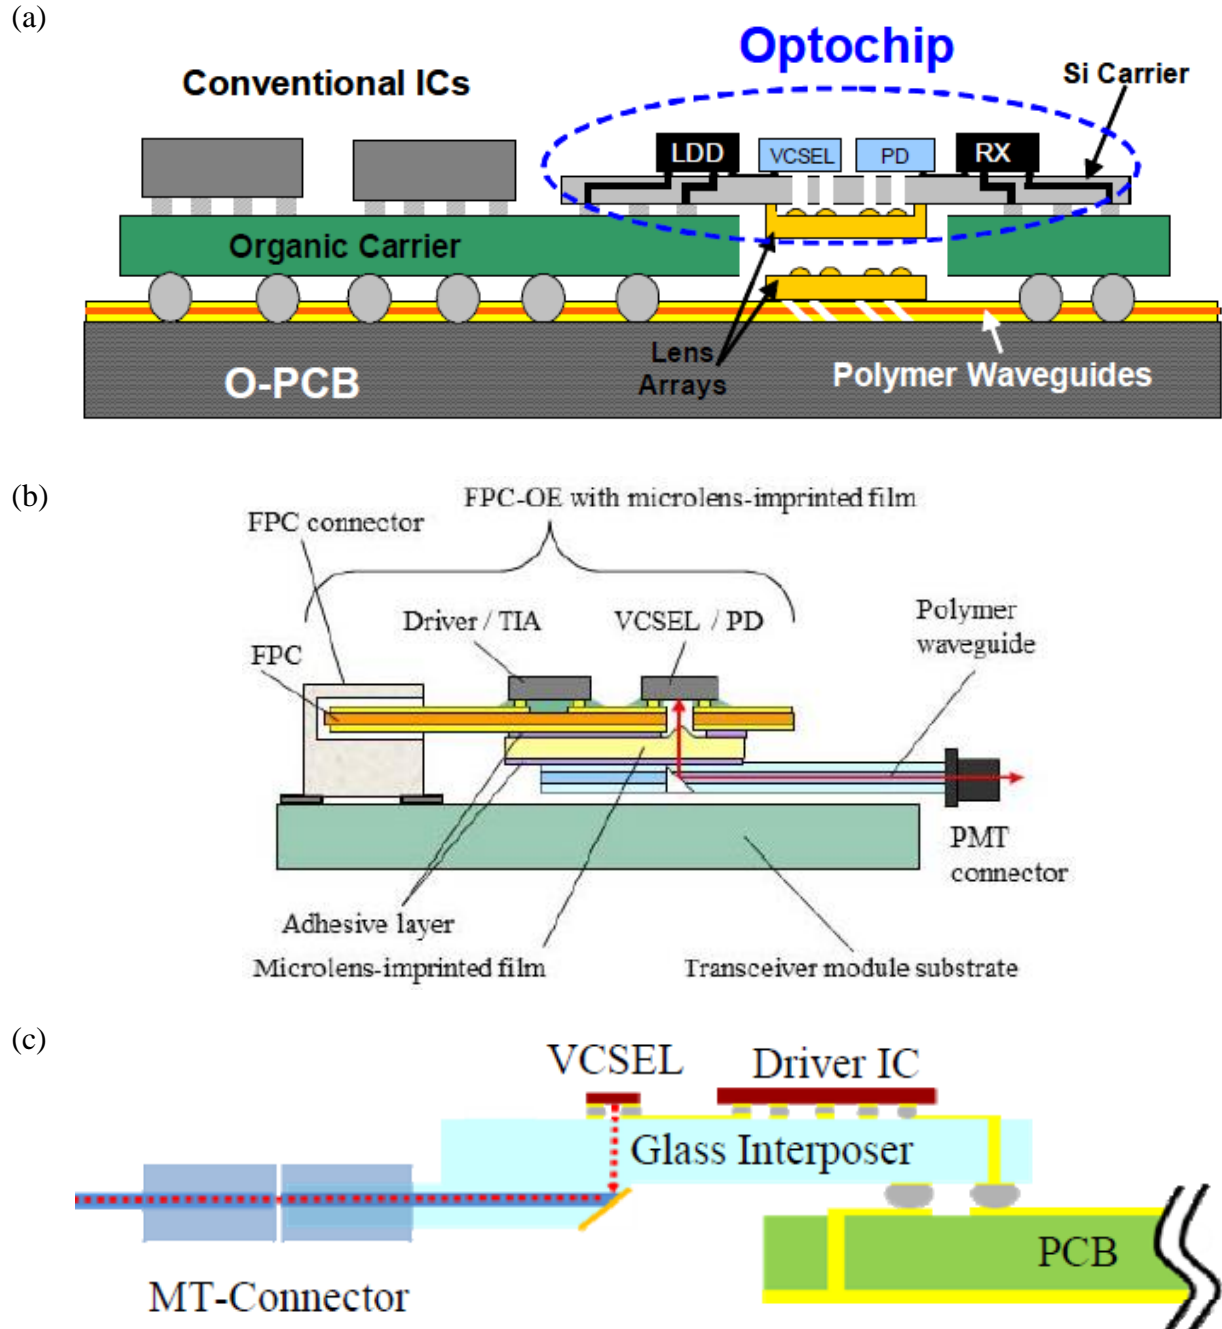 (a)
Optochip
Conventional ICs
Si Carrier
LDD
VCSEL
PD
RX
Organic Carrier
Lens
Arrays
Polymer Waveguides
O-PCB
(b)
FPC-OE with microlens-imprinted film
FPC connector
Driver / TIA
VCSEL / PD
Polymer
waveguide
FPC
PMT
connector
Adhesive layer
Microlens-imprinted film
Transceiver module substrate
(c)
VCSEL
Driver IC
Glass Interposer
PCB
MT-Connector